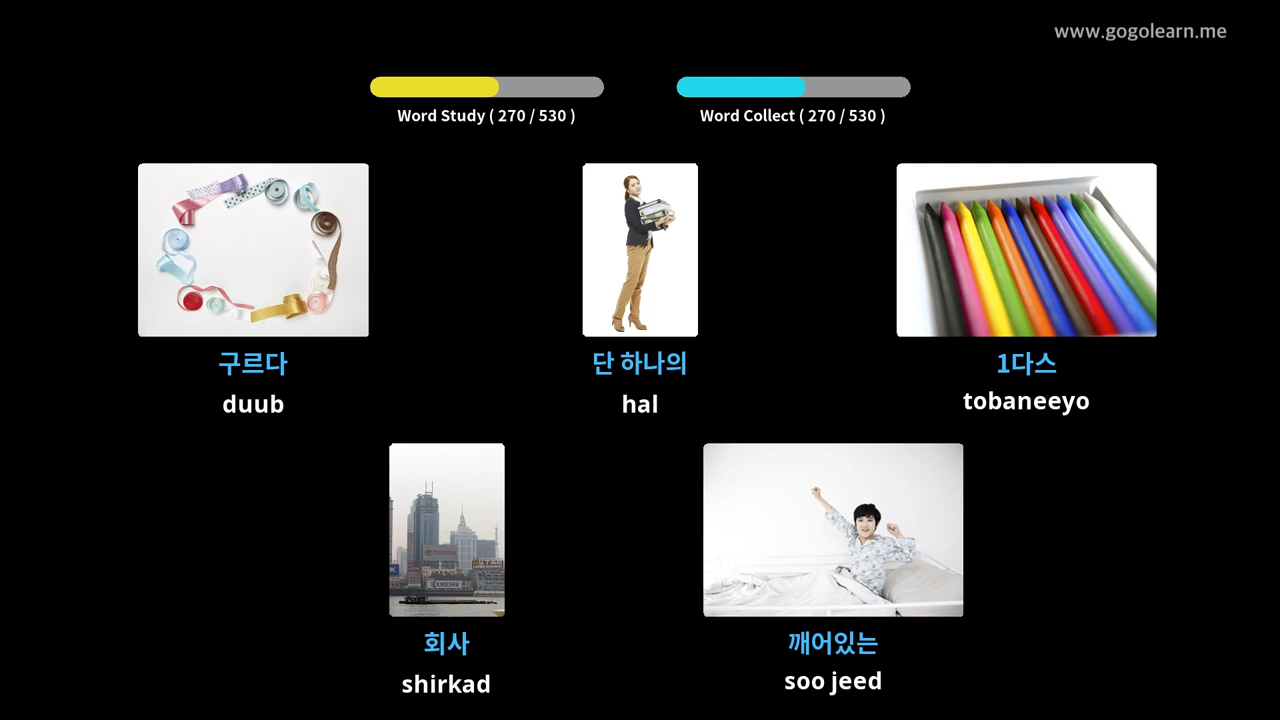 www.gogolearn.me
Word Study ( 270 / 530 )
Word Collect ( 270 / 530 )
구르다
duub
단 하나의
hal
1다스
tobaneeyo
TOYOTA
회사
shirkad
깨어있는
soo jeed